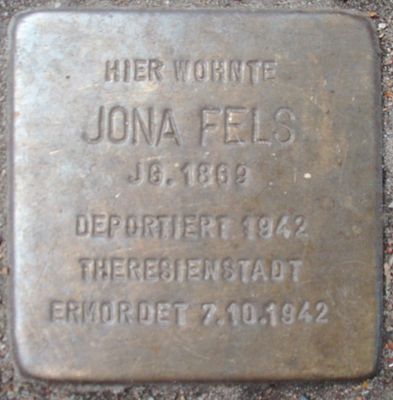 HIER WOHNTE
JONA FELS
JG. 1869
DEPORTIERT 1942
THERESIENSTADT
ERMORDET 7.10.1942